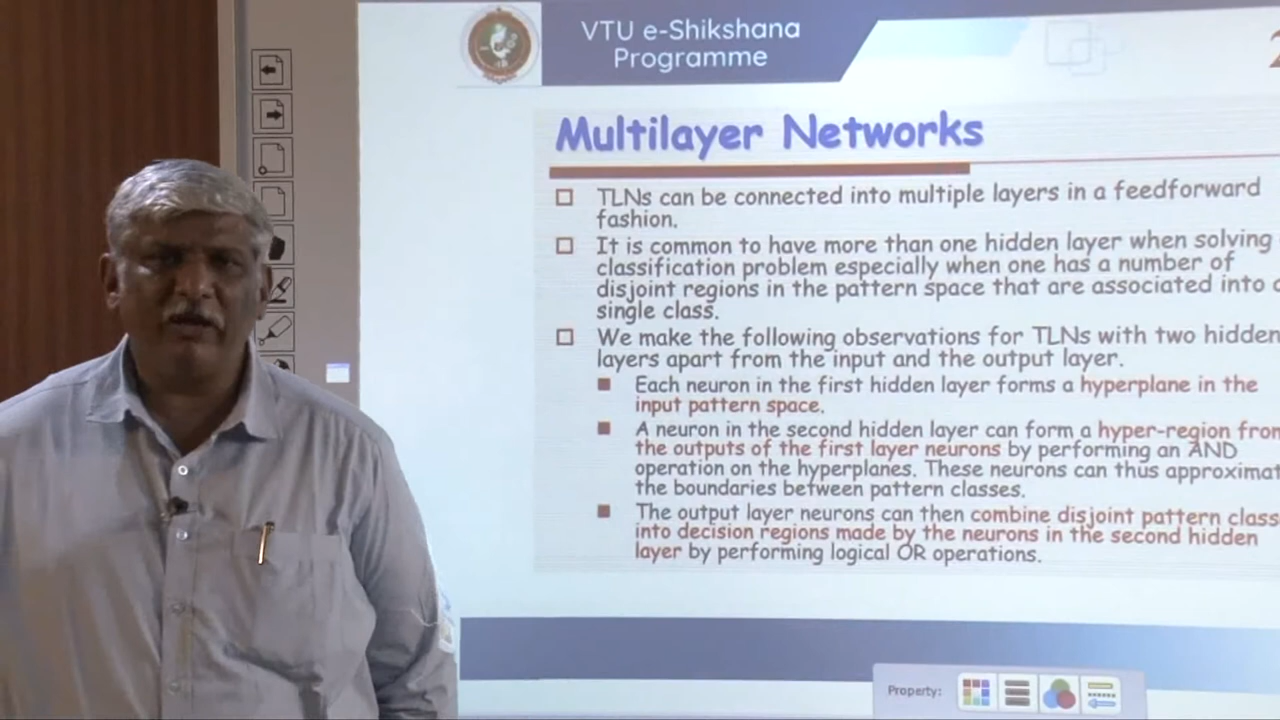 VTU e-Shikshana
Programme
2
Multilayer Networks
TLNs can be connected into multiple layers in a feedforward
fashion.
It is common to have more than one hidden layer when solving
classification problem especially when one has a number of
disjoint regions in the pattern space that are associated into a
single class.
We make the following observations for TLNs with two hidden
layers apart from the input and the output layer.
Each neuron in the first hidden layer forms a hyperplane in the
input pattern space.
A neuron in the second hidden layer can form a hyper-region from
the outputs of the first layer neurons by performing an AND
operation on the hyperplanes. These neurons can thus approximat
the boundaries between pattern classes.
The output layer neurons can then combine disjoint pattern class
into decision regions made by the neurons in the second hidden
layer by performing logical OR operations.
Property: